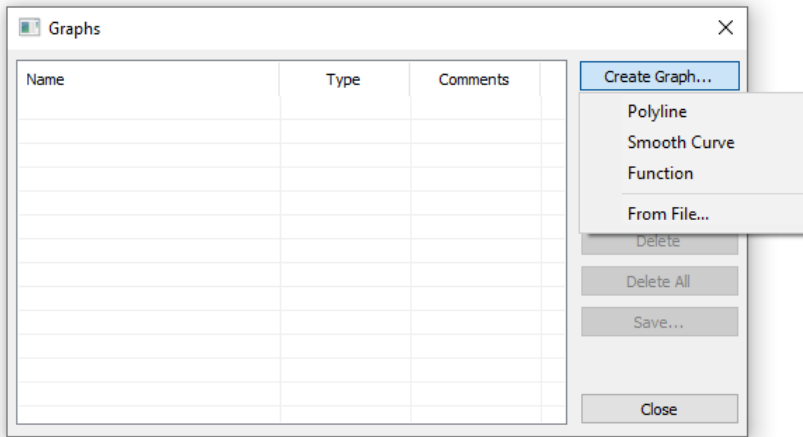 Graphs
Name Type Comments
Create Graph...
Polyline
Smooth Curve
Function
From File...
Delete
Delete All
Save...
Close